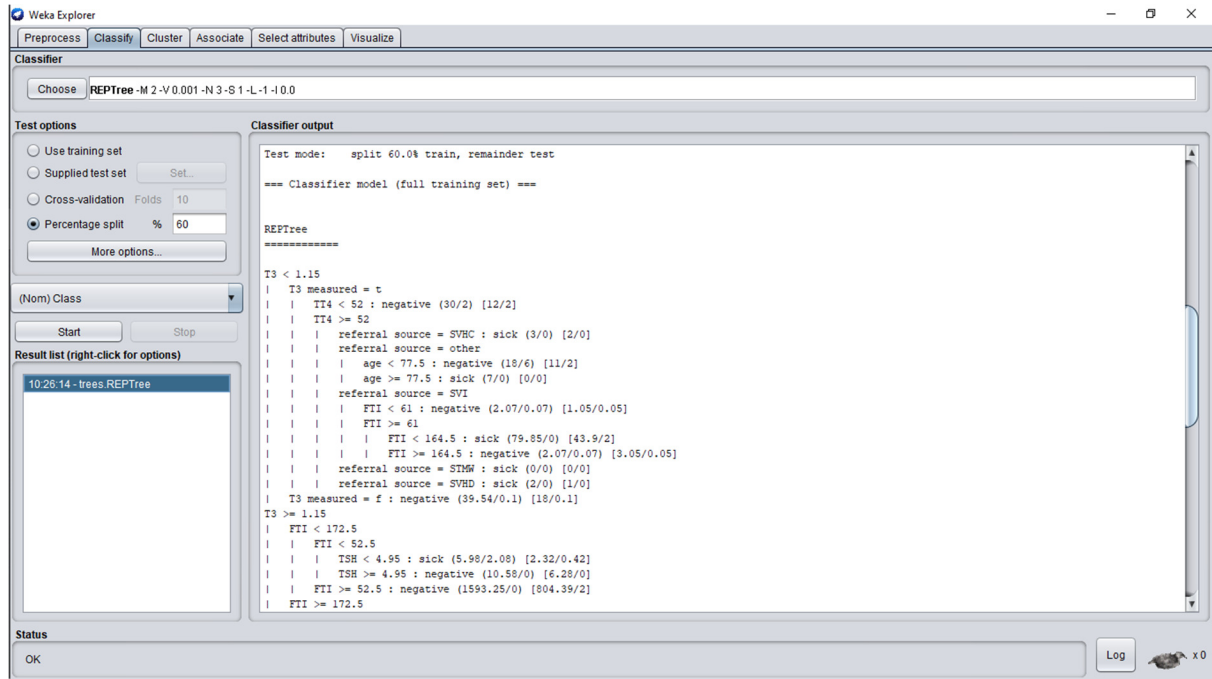 Weka Explorer
Preprocess Classify Cluster Associate Select attributes Visualize
Classifier
Choose REPTree -M 2 -V 0.001 -N 3 -S 1 -L -1 -I 0.0
Test options
Use training set
Supplied test set Set...
Cross-validation Folds 10
Percentage split % 60
More options...
(Nom) Class
Start Stop
Result list (right-click for options)
10:26:14 - trees.REPTree
Classifier output
Test mode:    split 60.0% train, remainder test
=== Classifier model (full training set) ===
REPTree
============
T3 < 1.15
|   T3 measured = t
|   |   TT4 < 52 : negative (30/2) [12/2]
|   |   TT4 >= 52
|   |   |   referral source = SVHC : sick (3/0) [2/0]
|   |   |   referral source = other
|   |   |   |   age < 77.5 : negative (18/6) [11/2]
|   |   |   |   age >= 77.5 : sick (7/0) [0/0]
|   |   |   referral source = SVI
|   |   |   |   FTI < 61 : negative (2.07/0.07) [1.05/0.05]
|   |   |   |   FTI >= 61
|   |   |   |   |   FTI < 164.5 : sick (79.85/0) [43.9/2]
|   |   |   |   |   FTI >= 164.5 : negative (2.07/0.07) [3.05/0.05]
|   |   |   referral source = STMW : sick (0/0) [0/0]
|   |   |   referral source = SVHD : sick (2/0) [1/0]
|   T3 measured = f : negative (39.54/0.1) [18/0.1]
T3 >= 1.15
|   FTI < 172.5
|   |   FTI < 52.5
|   |   |   TSH < 4.95 : sick (5.98/2.08) [2.32/0.42]
|   |   |   TSH >= 4.95 : negative (10.58/0) [6.28/0]
|   |   FTI >= 52.5 : negative (1593.25/0) [804.39/2]
|   FTI >= 172.5
Status
OK
Log
x 0